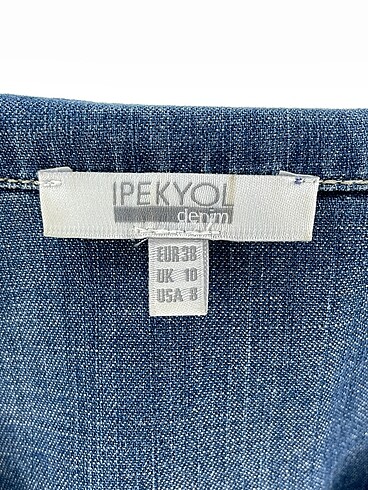 IPEKYOL
denim
EUR 38
UK 10
USA 8